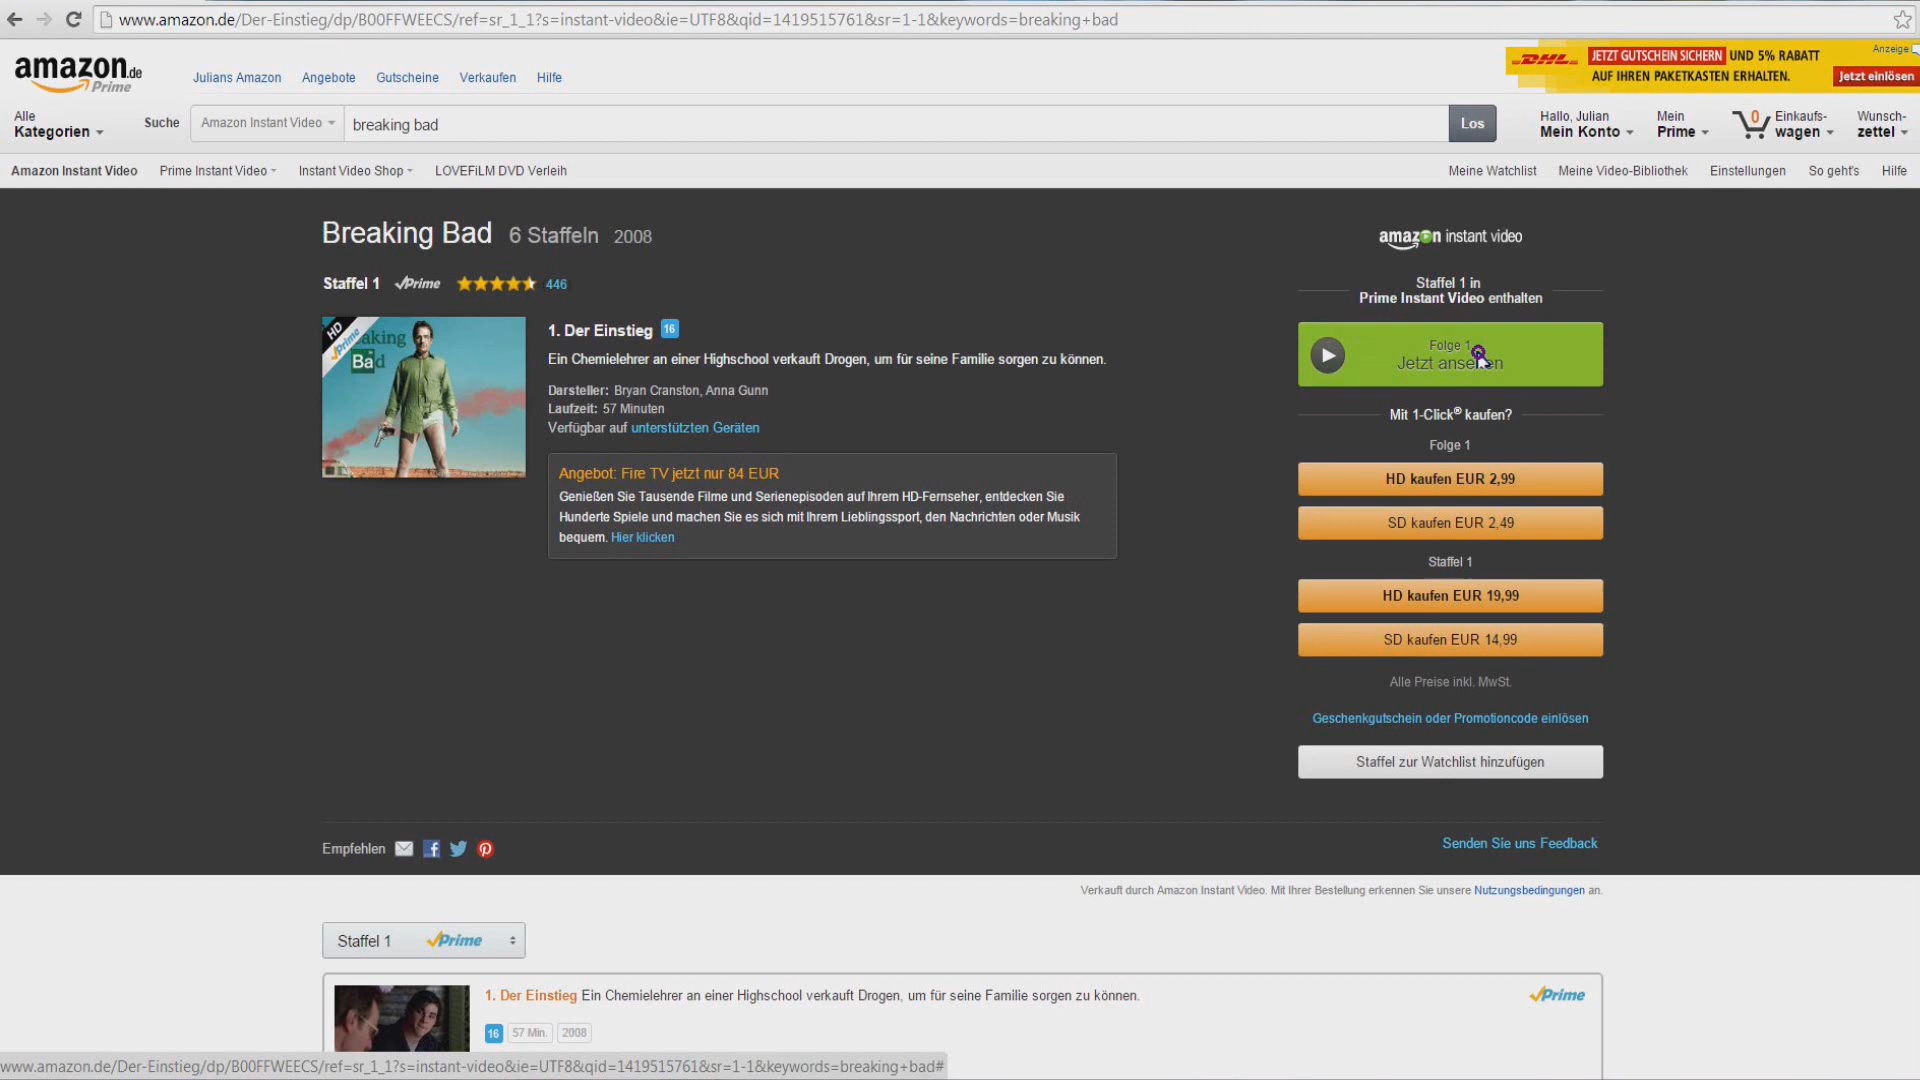 www.amazon.de/Der-Einstieg/dp/B00FFWEECS/ref=sr_1_1?s=instant-video&ie=UTF8&qid=1419515761&sr=1-1&keywords=breaking+bad
amazon.de
Prime
Julians Amazon Angebote Gutscheine Verkaufen Hilfe
Anzeige
DHL JETZT GUTSCHEIN SICHERN UND 5% RABATT
AUF IHREN PAKETKASTEN ERHALTEN. Jetzt einlösen
Alle
Kategorien
Suche Amazon Instant Video breaking bad Los
Hallo, Julian
Mein Konto
Mein
Prime
0 Einkaufs-
wagen
Wunsch-
zettel
Amazon Instant Video Prime Instant Video Instant Video Shop LOVEFiLM DVD Verleih Meine Watchlist Meine Video-Bibliothek Einstellungen So geht's Hilfe
Breaking Bad 6 Staffeln 2008
Staffel 1 Prime 446
HD
Prime
aking
Bad
1. Der Einstieg 16
Ein Chemielehrer an einer Highschool verkauft Drogen, um für seine Familie sorgen zu können.
Darsteller: Bryan Cranston, Anna Gunn
Laufzeit: 57 Minuten
Verfügbar auf unterstützten Geräten
Angebot: Fire TV jetzt nur 84 EUR
Genießen Sie Tausende Filme und Serienepisoden auf Ihrem HD-Fernseher, entdecken Sie
Hunderte Spiele und machen Sie es sich mit Ihrem Lieblingssport, den Nachrichten oder Musik
bequem. Hier klicken
amazon instant video
Staffel 1 in
Prime Instant Video enthalten
Folge 1
Jetzt ansehen
Mit 1-Click® kaufen?
Folge 1
HD kaufen EUR 2,99
SD kaufen EUR 2,49
Staffel 1
HD kaufen EUR 19,99
SD kaufen EUR 14,99
Alle Preise inkl. MwSt.
Geschenkgutschein oder Promotioncode einlösen
Staffel zur Watchlist hinzufügen
Empfehlen
Senden Sie uns Feedback
Verkauft durch Amazon Instant Video. Mit Ihrer Bestellung erkennen Sie unsere Nutzungsbedingungen an.
Staffel 1 Prime
1. Der Einstieg Ein Chemielehrer an einer Highschool verkauft Drogen, um für seine Familie sorgen zu können.
Prime
16 57 Min. 2008
www.amazon.de/Der-Einstieg/dp/B00FFWEECS/ref=sr_1_1?s=instant-video&ie=UTF8&qid=1419515761&sr=1-1&keywords=breaking+bad#